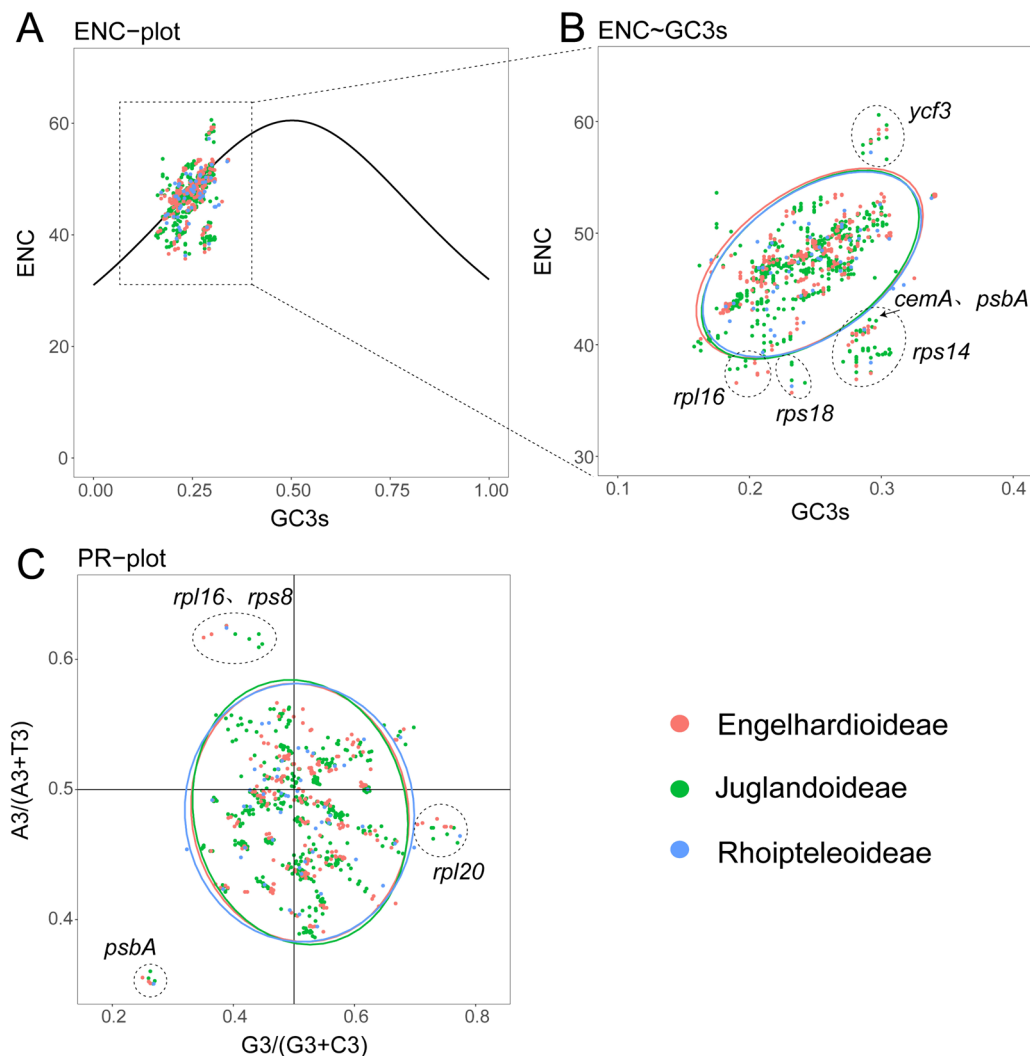 A
ENC−plot
ENC
60
40
20
0
0.00
0.25
0.50
0.75
1.00
GC3s
B
ENC~GC3s
ENC
60
50
40
30
ycf3
cemA、psbA
rps14
rpl16
rps18
0.1
0.2
0.3
0.4
GC3s
C
PR−plot
A3/(A3+T3)
0.6
0.5
0.4
rpl16、rps8
rpl20
psbA
0.2
0.4
0.6
0.8
G3/(G3+C3)
Engelhardioideae
Juglandoideae
Rhoipteleoideae